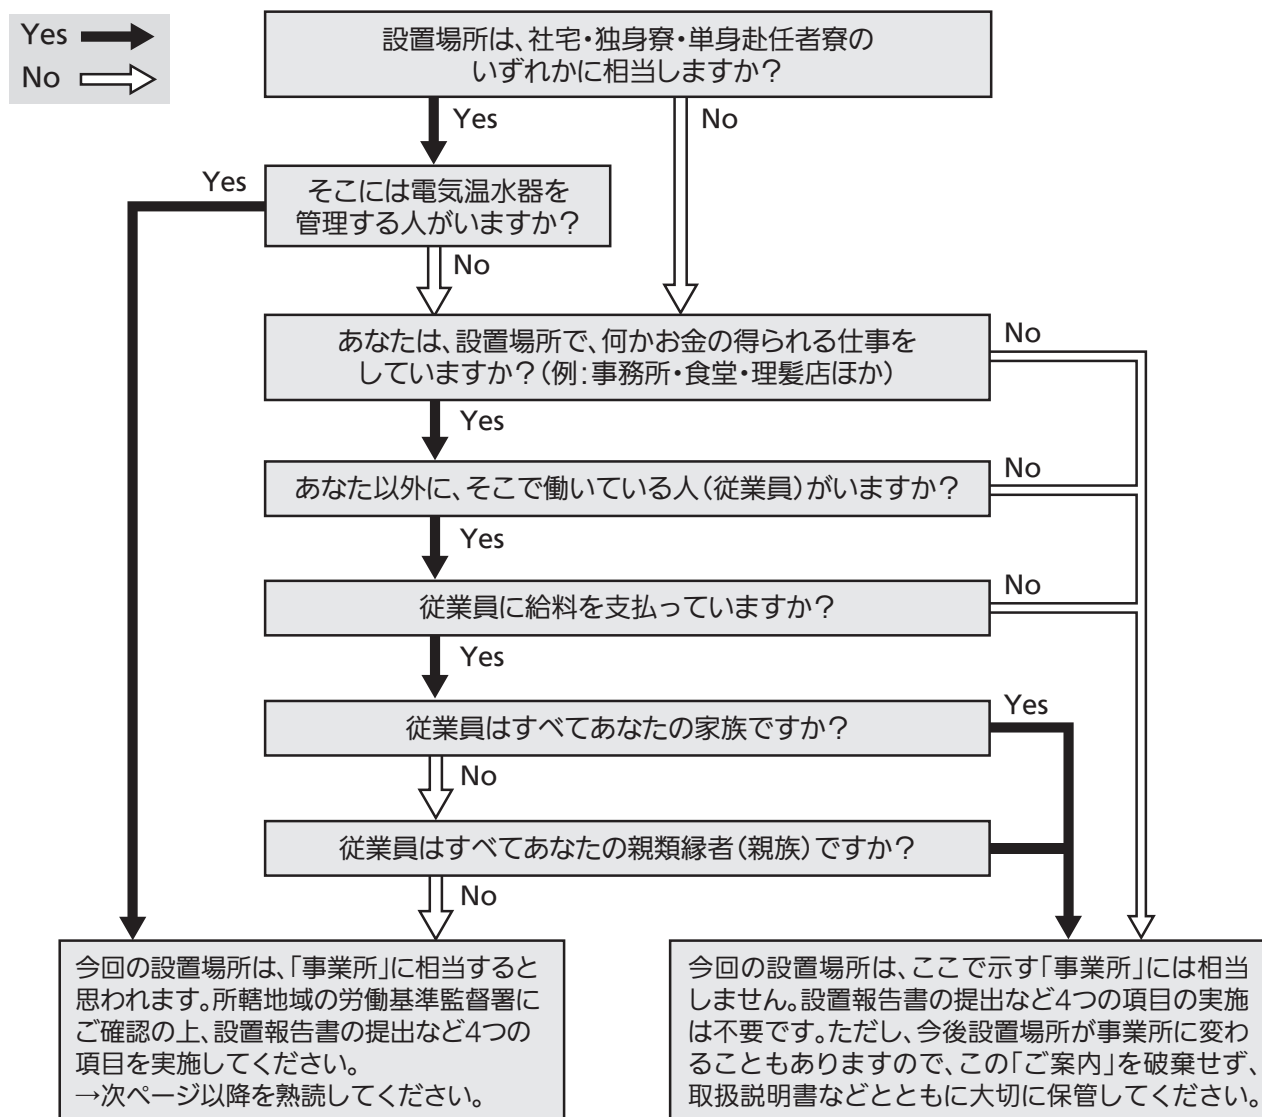 Yes
No
設置場所は、社宅・独身寮・単身赴任者寮の
いずれかに相当しますか？
Yes
No
Yes
そこには電気温水器を
管理する人がいますか？
No
あなたは、設置場所で、何かお金の得られる仕事を
していますか？（例：事務所・食堂・理髪店ほか）
No
Yes
あなた以外に、そこで働いている人（従業員）がいますか？
No
Yes
従業員に給料を支払っていますか？
No
Yes
従業員はすべてあなたの家族ですか？
Yes
No
従業員はすべてあなたの親類縁者（親族）ですか？
No
今回の設置場所は、「事業所」に相当すると
思われます。所轄地域の労働基準監督署に
ご確認の上、設置報告書の提出など4つの
項目を実施してください。
→次ページ以降を熟読してください。
今回の設置場所は、ここで示す「事業所」には相当
しません。設置報告書の提出など4つの項目の実施
は不要です。ただし、今後設置場所が事業所に変わ
ることもありますので、この「ご案内」を破棄せず、
取扱説明書などとともに大切に保管してください。